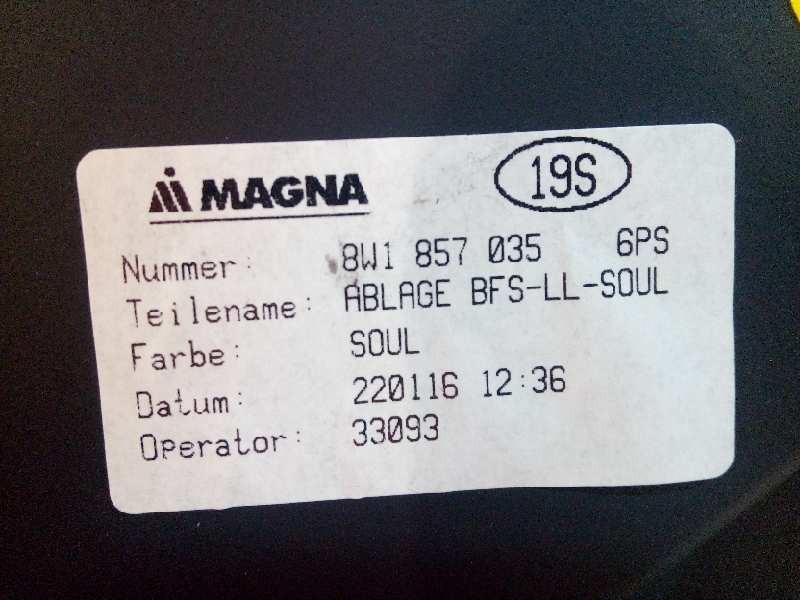 MAGNA 19S
Nummer: 8W1 857 035 6PS
Teilename: ABLAGE BFS-LL-SOUL
Farbe: SOUL
Datum: 220116 12:36
Operator: 33093